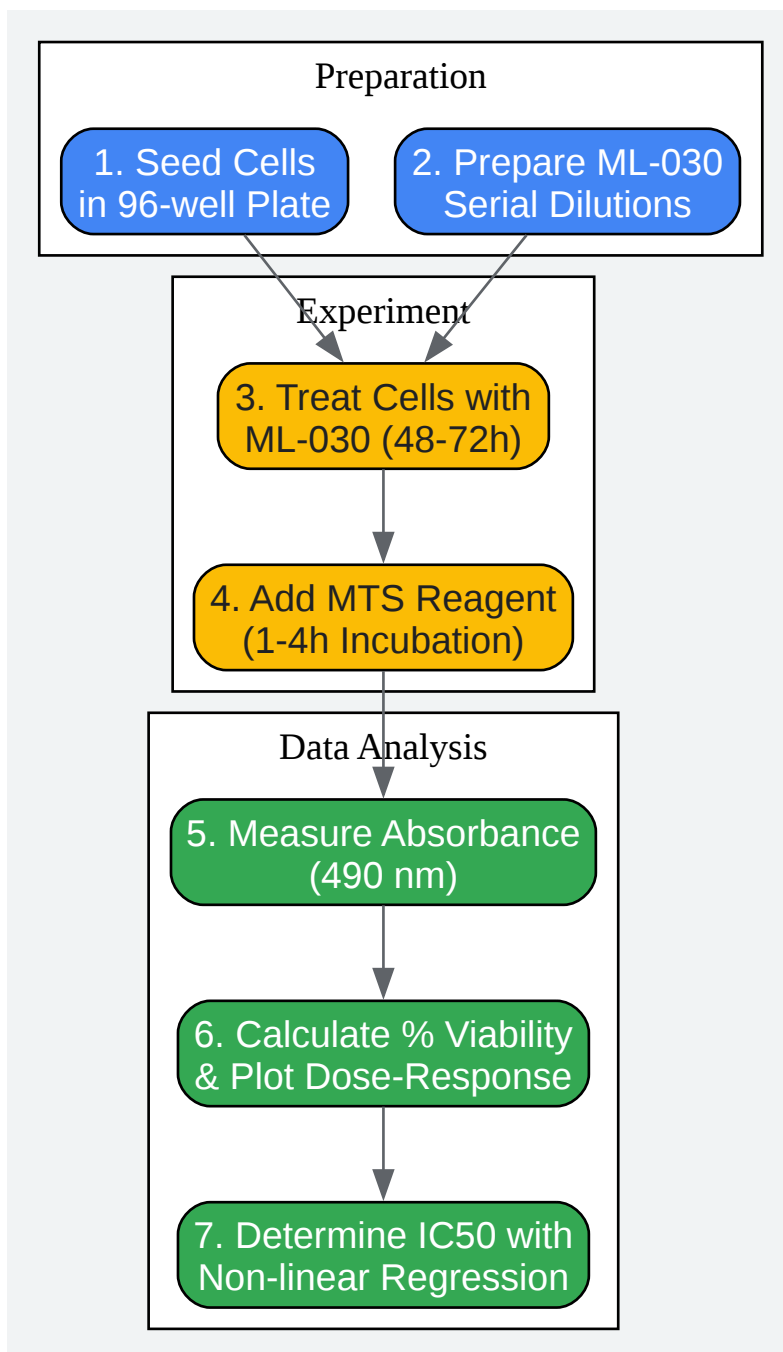 Preparation
1. Seed Cells
in 96-well Plate
2. Prepare ML-030
Serial Dilutions
Experiment
3. Treat Cells with
ML-030 (48-72h)
4. Add MTS Reagent
(1-4h Incubation)
Data Analysis
5. Measure Absorbance
(490 nm)
6. Calculate % Viability
& Plot Dose-Response
7. Determine IC50 with
Non-linear Regression